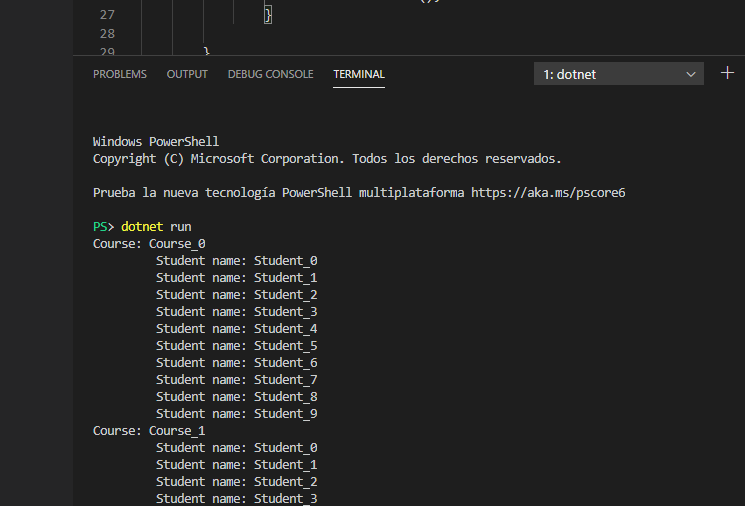 ();
27 }
28
29 }
PROBLEMS OUTPUT DEBUG CONSOLE TERMINAL 1: dotnet +
Windows PowerShell
Copyright (C) Microsoft Corporation. Todos los derechos reservados.
Prueba la nueva tecnología PowerShell multiplataforma https://aka.ms/pscore6
PS> dotnet run
Course: Course_0
Student name: Student_0
Student name: Student_1
Student name: Student_2
Student name: Student_3
Student name: Student_4
Student name: Student_5
Student name: Student_6
Student name: Student_7
Student name: Student_8
Student name: Student_9
Course: Course_1
Student name: Student_0
Student name: Student_1
Student name: Student_2
Student name: Student_3